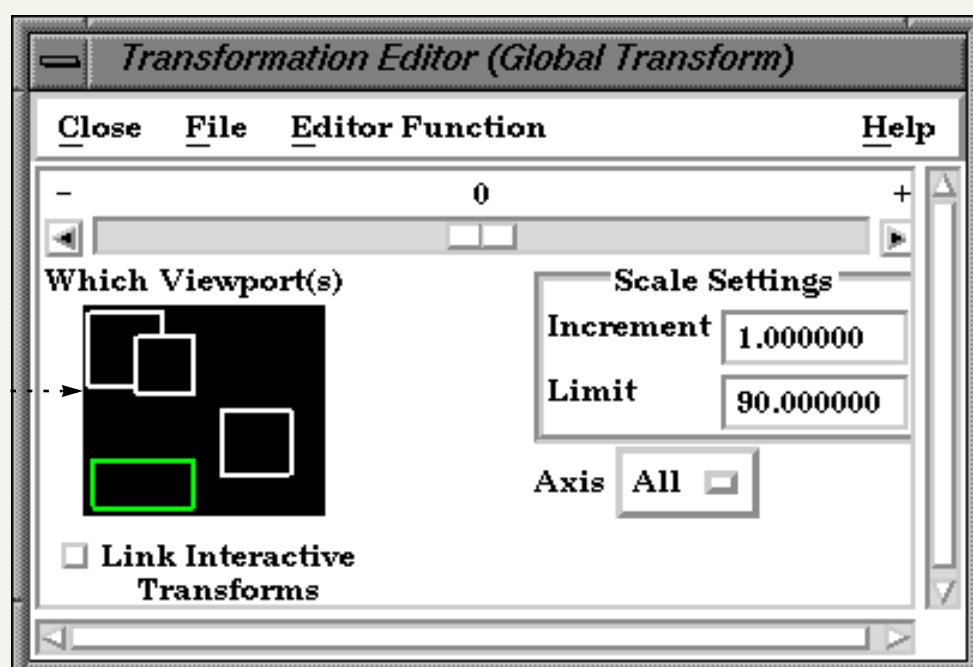 Transformation Editor (Global Transform)
Close File Editor Function Help
- 0 +
Which Viewport(s)
Scale Settings
Increment 1.000000
Limit 90.000000
Axis All
Link Interactive
Transforms